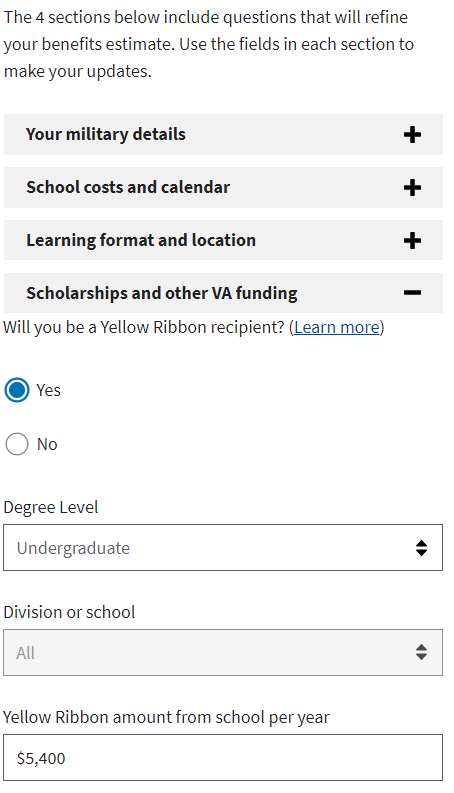 The 4 sections below include questions that will refine
your benefits estimate. Use the fields in each section to
make your updates.
Your military details
School costs and calendar
Learning format and location
Scholarships and other VA funding
Will you be a Yellow Ribbon recipient? (Learn more)
Yes
No
Degree Level
Undergraduate
Division or school
All
Yellow Ribbon amount from school per year
$5,400